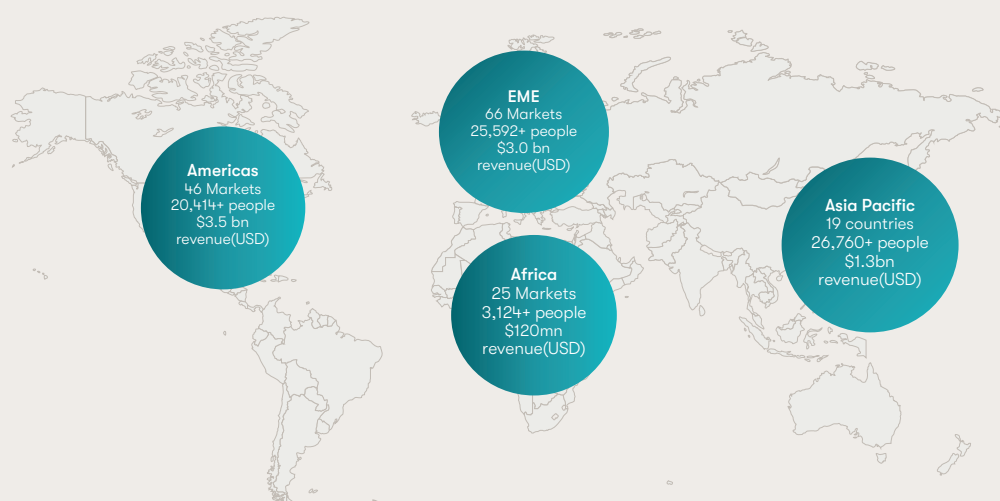 Americas
46 Markets
20,414+ people
$3.5 bn
revenue(USD)
EME
66 Markets
25,592+ people
$3.0 bn
revenue(USD)
Africa
25 Markets
3,124+ people
$120mn
revenue(USD)
Asia Pacific
19 countries
26,760+ people
$1.3bn
revenue(USD)